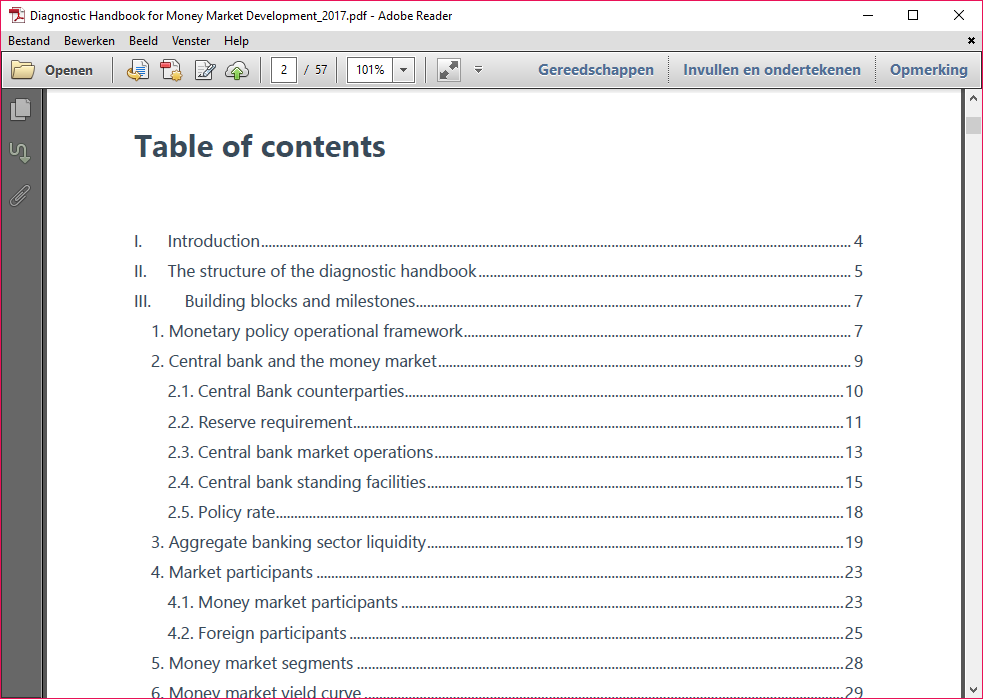 Diagnostic Handbook for Money Market Development_2017.pdf - Adobe Reader
Bestand Bewerken Beeld Venster Help
Openen 2 / 57 101% Gereedschappen Invullen en ondertekenen Opmerking
Table of contents
I. Introduction 4
II. The structure of the diagnostic handbook 5
III. Building blocks and milestones 7
1. Monetary policy operational framework 7
2. Central bank and the money market 9
2.1. Central Bank counterparties 10
2.2. Reserve requirement 11
2.3. Central bank market operations 13
2.4. Central bank standing facilities 15
2.5. Policy rate 18
3. Aggregate banking sector liquidity 19
4. Market participants 23
4.1. Money market participants 23
4.2. Foreign participants 25
5. Money market segments 28
6. Money market yield curve 29